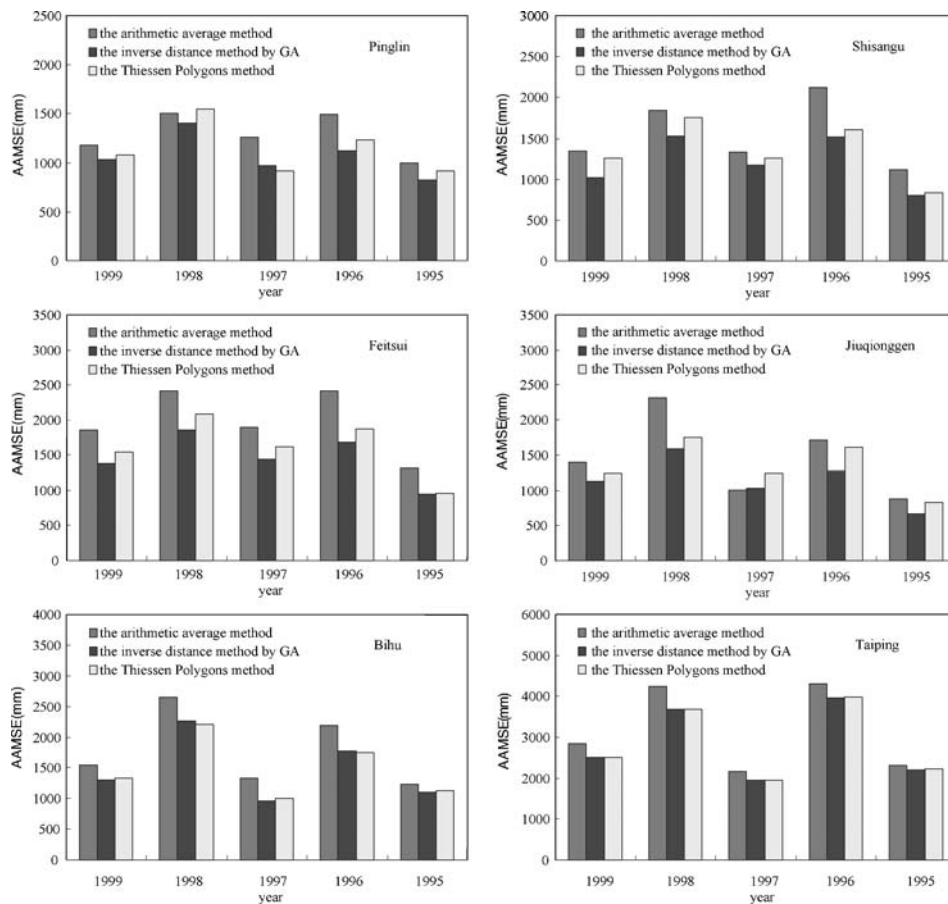 2500
2000
1500
1000
500
0
AAMSE(mm)
the arithmetic average method
the inverse distance method by GA
the Thiessen Polygons method
Pinglin
1999 1998 1997 1996 1995
year
3000
2500
2000
1500
1000
500
0
AAMSE(mm)
the arithmetic average method
the inverse distance method by GA
the Thiessen Polygons method
Shisangu
1999 1998 1997 1996 1995
year
3500
3000
2500
2000
1500
1000
500
0
AAMSE(mm)
the arithmetic average method
the inverse distance method by GA
the Thiessen Polygons method
Feitsui
1999 1998 1997 1996 1995
year
3500
3000
2500
2000
1500
1000
500
0
AAMSE(mm)
the arithmetic average method
the inverse distance method by GA
the Thiessen Polygons method
Jiuqionggen
1999 1998 1997 1996 1995
year
4000
3500
3000
2500
2000
1500
1000
500
0
AAMSE(mm)
the arithmetic average method
the inverse distance method by GA
the Thiessen Polygons method
Bihu
1999 1998 1997 1996 1995
year
6000
5000
4000
3000
2000
1000
0
AAMSE(mm)
the arithmetic average method
the inverse distance method by GA
the Thiessen Polygons method
Taiping
1999 1998 1997 1996 1995
year